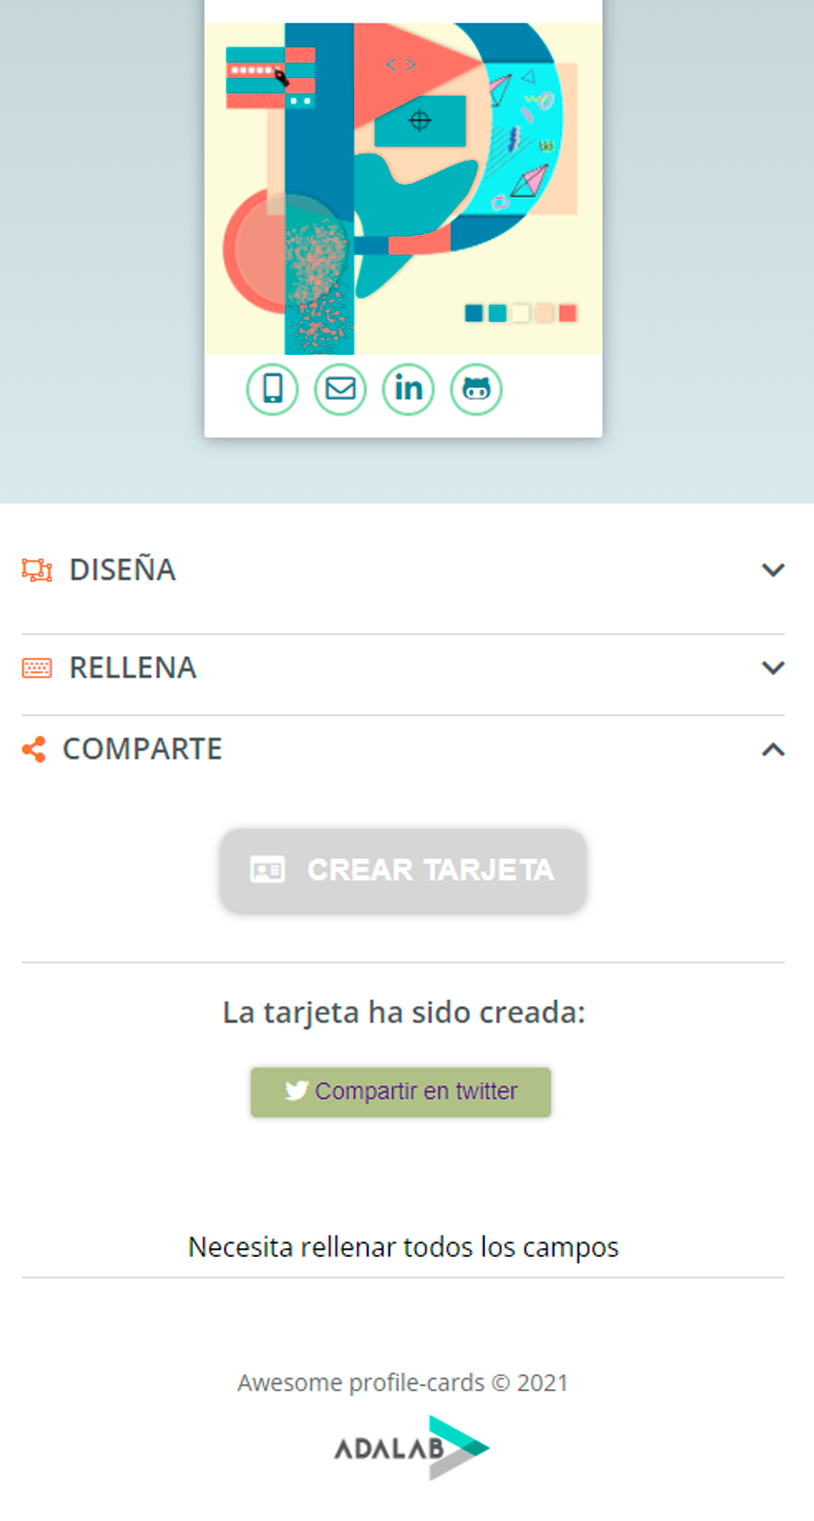 < >
in
DISEÑA
RELLENA
COMPARTE
CREAR TARJETA
La tarjeta ha sido creada:
Compartir en twitter
Necesita rellenar todos los campos
Awesome profile-cards © 2021
ADALAB